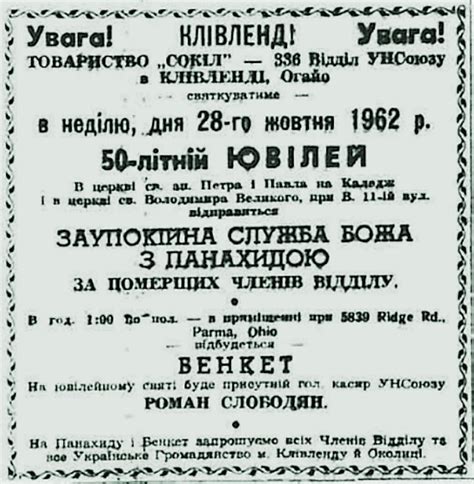 Увага! КЛІВЛЕНД! Увага!
ТОВАРИСТВО „СОКІЛ" — 336 Відділ УНСоюзу
в КЛІВЛЕНДІ, Огайо
— святкуватиме —
в неділю, дня 28-го жовтня 1962 р.
50-літній ЮВІЛЕЙ
В церкві св. ап. Петра і Павла на Каледж
і в церкві св. Володимира Великого, при В. 11-ій вул.
відправиться
ЗАУПОКІЙНА СЛУЖБА БОЖА
З ПАНАХИДОЮ
ЗА ПОМЕРЩИХ ЧЛЕНІВ ВІДДІЛУ.
В год. 1:00 по пол. — в приміщенні при 5839 Ridge Rd.,
Parma, Ohio
— відбудеться —
БЕНКЕТ
На ювілейному святі буде присутній гол. касир УНСоюзу
РОМАН СЛОБОДЯН.
На Панахиду і Бенкет запрошуємо всіх Членів Відділу та
все Українське Громадянство м. Клівленду й Околиці.